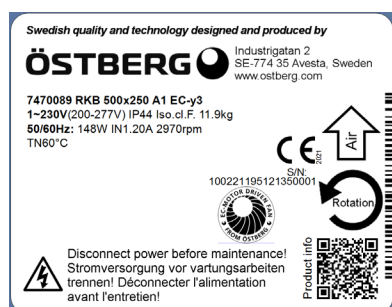 Swedish quality and technology designed and produced by
ÖSTBERG
Industrigatan 2
SE-774 35 Avesta, Sweden
www.ostberg.com
7470089 RKB 500x250 A1 EC-y3
1~230V(200-277V) IP44 Iso.cl.F. 11.9kg
50/60Hz: 148W IN1.20A 2970rpm
TN60°C
CE
2021
Air
S/N:
100221195121350001
Rotation
EC-MOTOR DRIVEN FAN
FROM ÖSTBERG
Product info
Disconnect power before maintenance!
Stromversorgung vor vartungsarbeiten
trennen! Déconnecter l'alimentation
avant l'entretien!